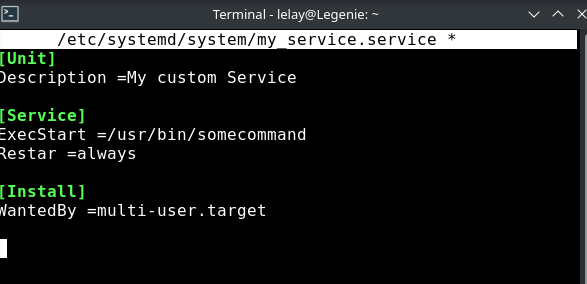 Terminal - lelay@Legenie: ~
/etc/systemd/system/my_service.service *
[Unit]
Description =My custom Service
[Service]
ExecStart =/usr/bin/somecommand
Restar =always
[Install]
WantedBy =multi-user.target